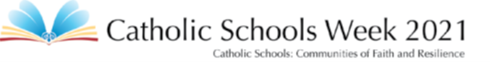 Catholic Schools Week 2021
Catholic Schools: Communities of Faith and Resilience